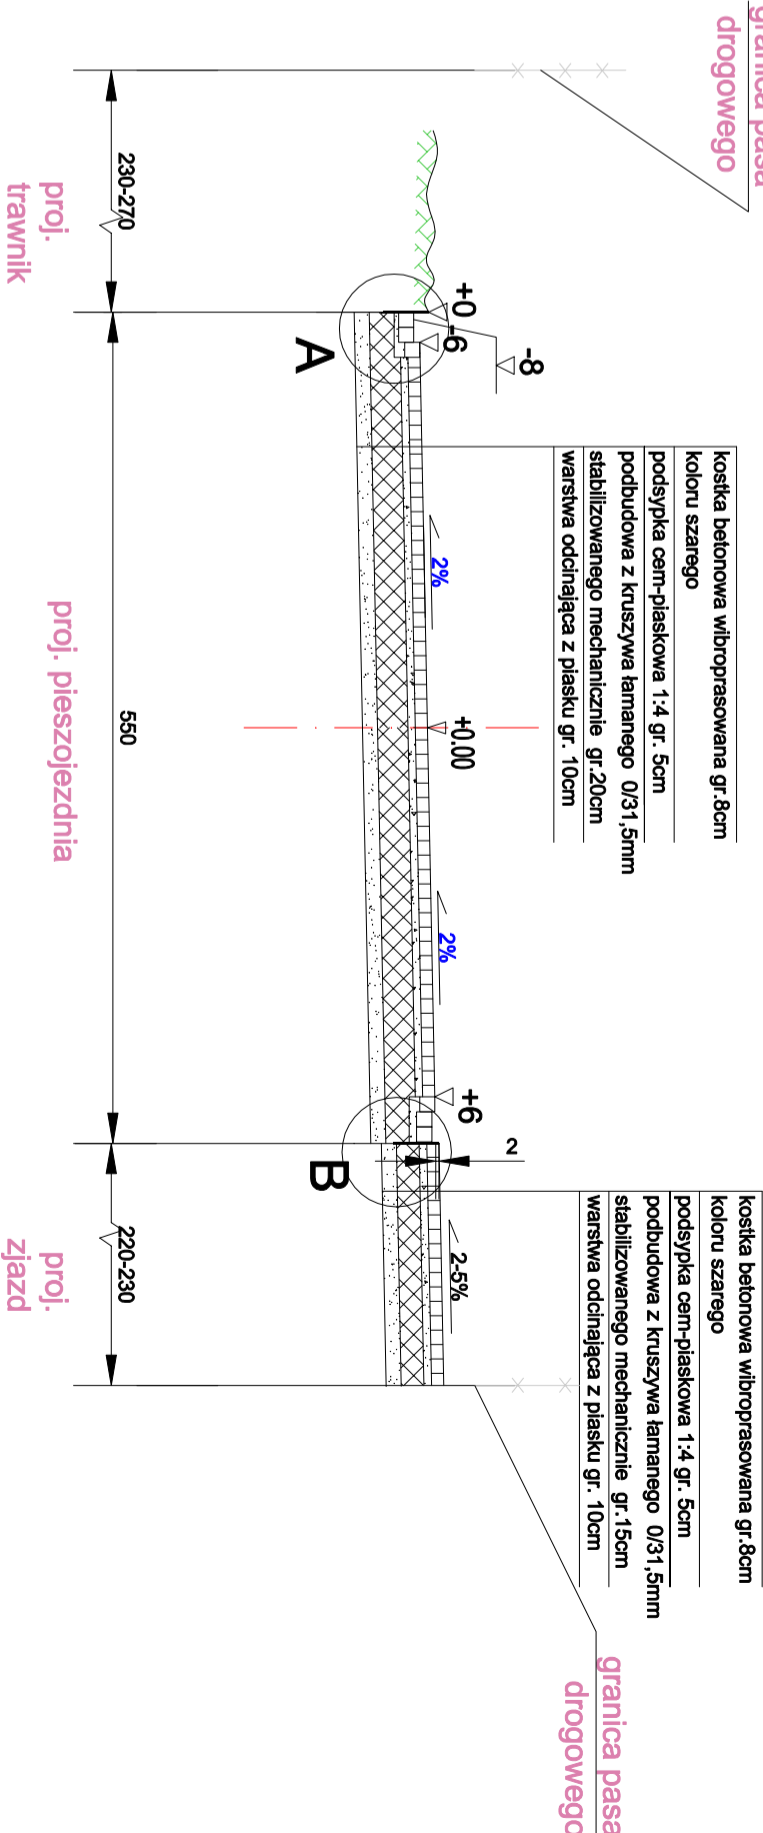 granica pasa
drogowego
kostka betonowa wibroprasowana gr.8cm
koloru szarego
podsypka cem-piaskowa 1:4 gr. 5cm
podbudowa z kruszywa łamanego 0/31,5mm
stabilizowanego mechanicznie gr.20cm
warstwa odcinająca z piasku gr. 10cm
kostka betonowa wibroprasowana gr.8cm
koloru szarego
podsypka cem-piaskowa 1:4 gr. 5cm
podbudowa z kruszywa łamanego 0/31,5mm
stabilizowanego mechanicznie gr.15cm
warstwa odcinająca z piasku gr. 10cm
granica pasa
drogowego
-8
+0
-6
2%
+0.00
2%
+6
2
2-5%
A
B
230-270
550
220-230
proj.
trawnik
proj. pieszojezdnia
proj.
zjazd